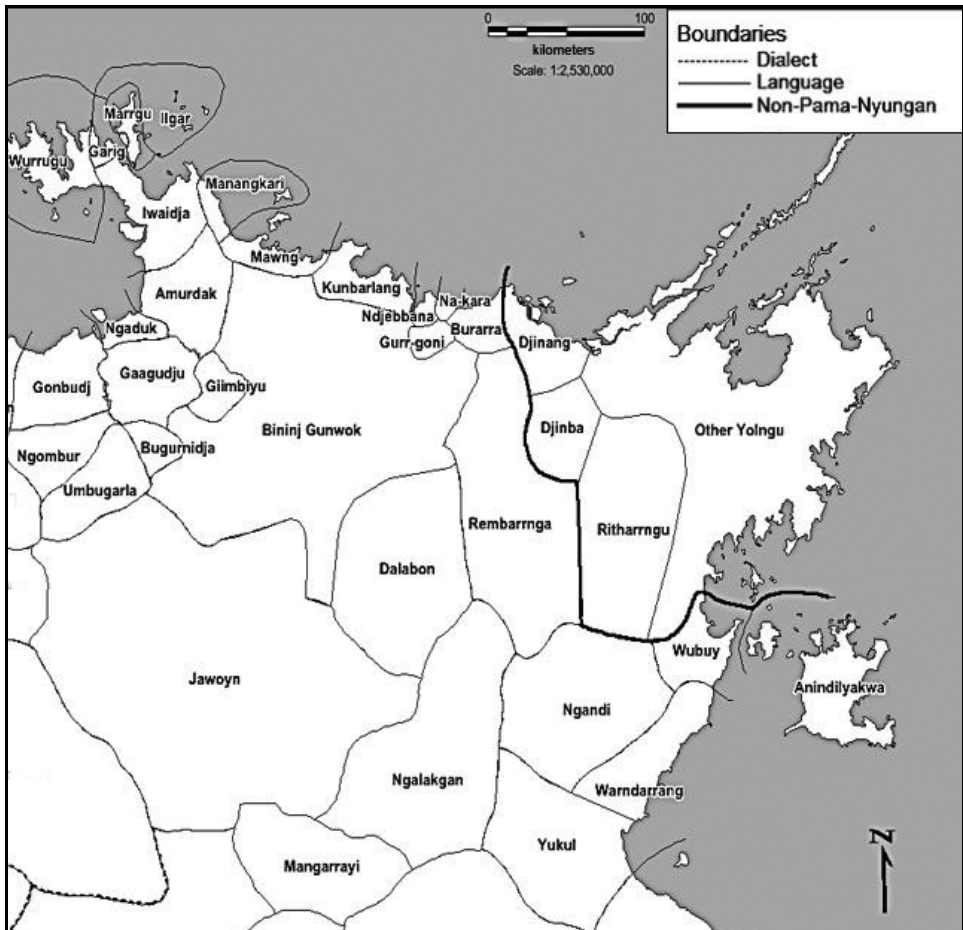 0 100
kilometers
Scale: 1:2,530,000
Boundaries
Dialect
Language
Non-Pama-Nyungan
Marrgu
Ilgar
Garig
Wurrugu
Manangkari
Iwaidja
Mawng
Amurdak
Kunbarlang
Na-kara
Ndjebbana
Ngaduk
Burarra
Djinang
Gurr-goni
Gaagudju
Gonbudj
Giimbiyu
n
Bininj Gunwok
Djinba
Other Yolngu
Bugurnidja
Ngombur
Umbugarla
Rembarrnga
Ritharrngu
Dalabon
Wubuy
Jawoyn
Anindilyakwa
Ngandi
Ngalakgan
Warndarrang
Yukul
N
Mangarrayi